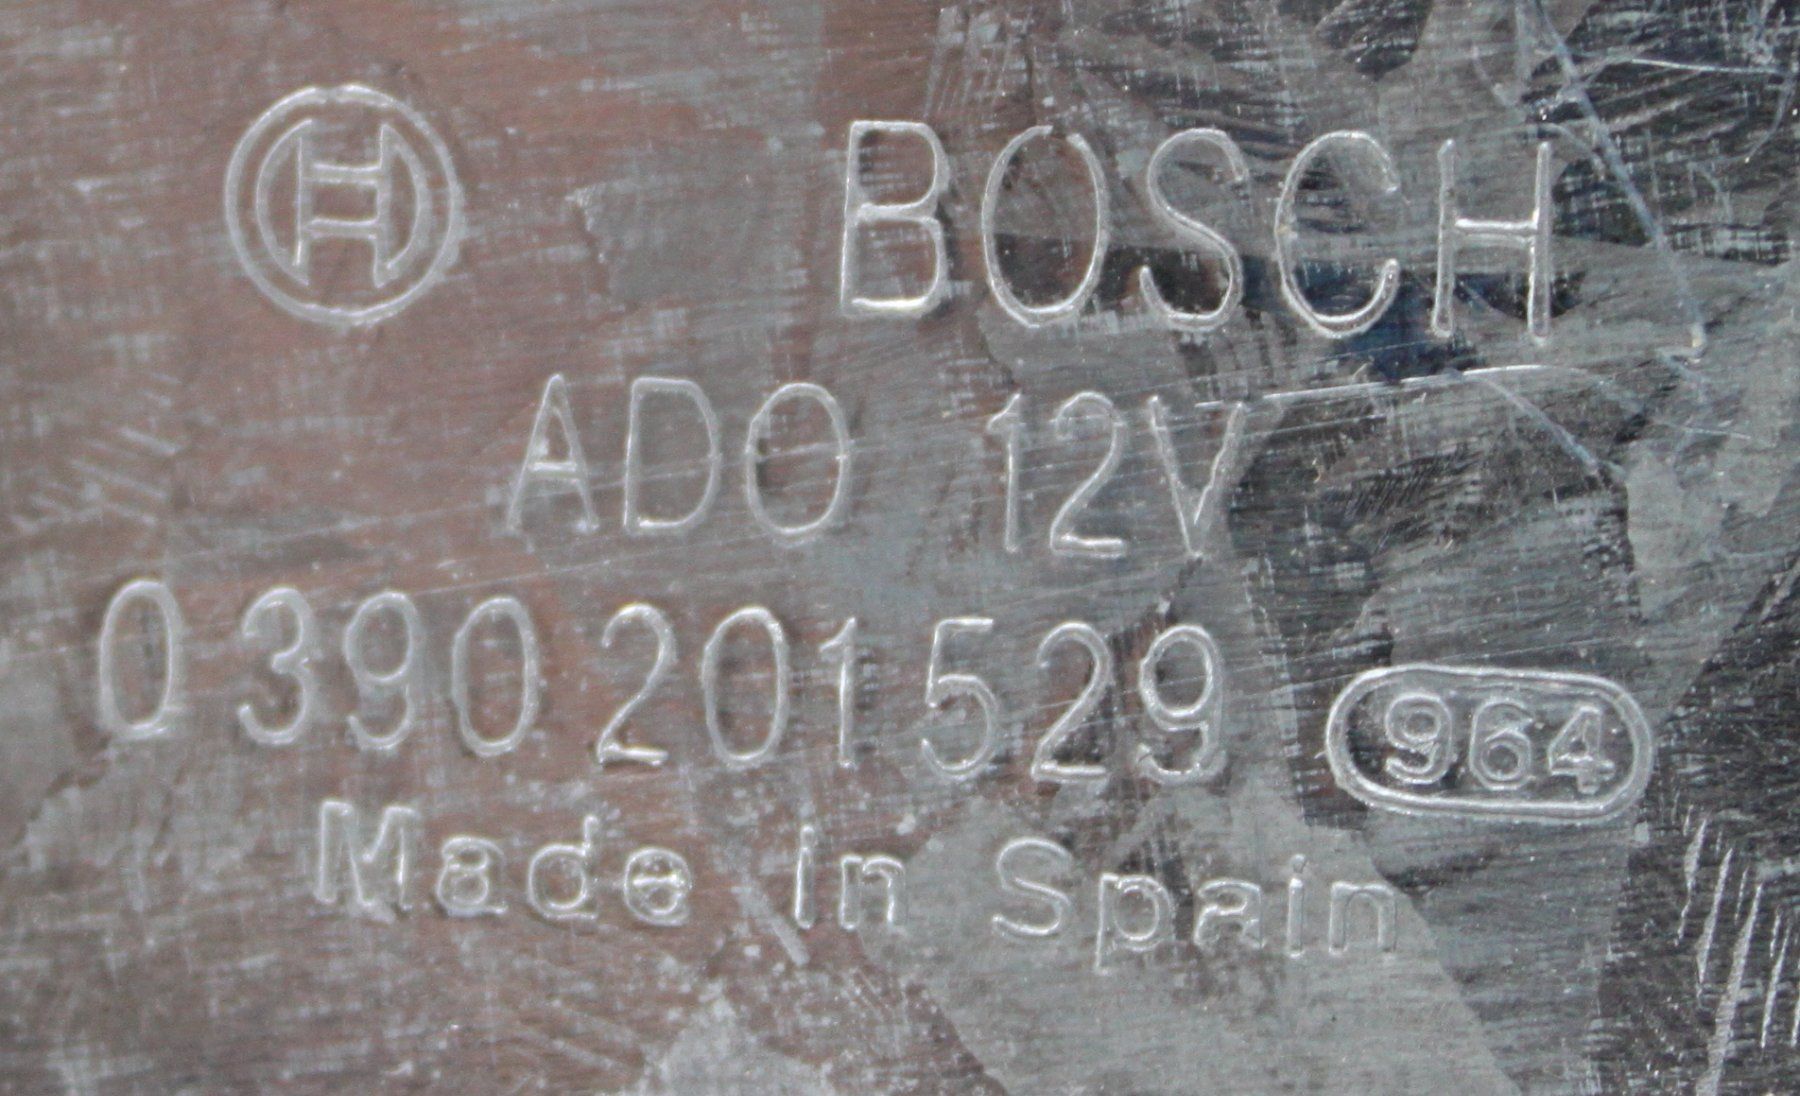 BOSCH
ADO 12V
0 390 201 529 964
Made in Spain